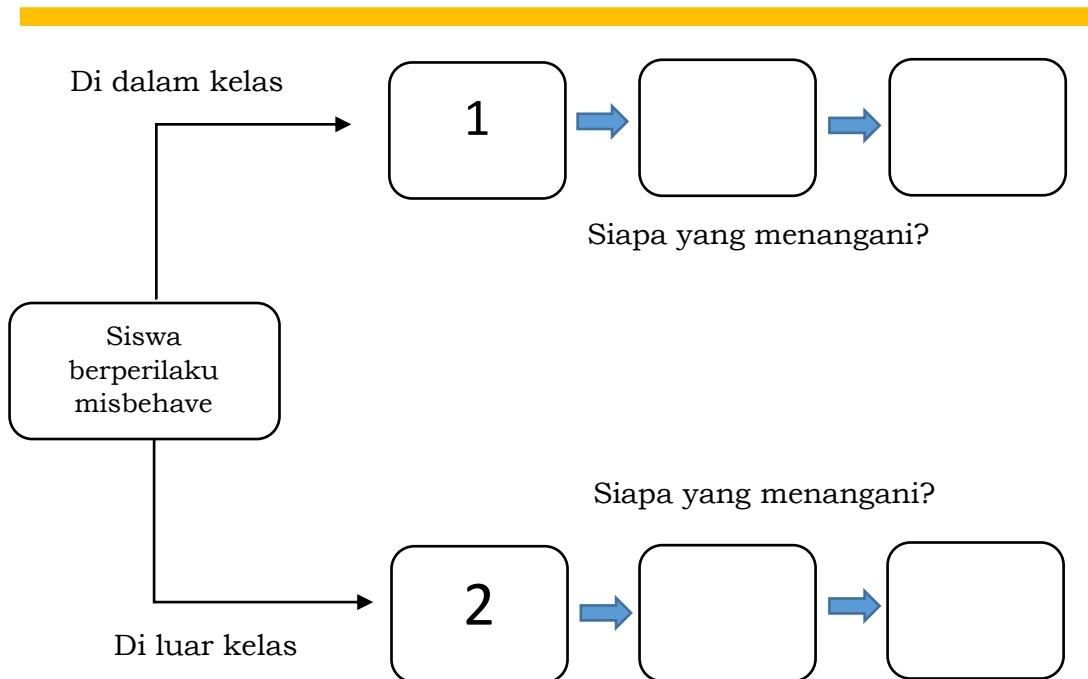 Di dalam kelas
1
Siapa yang menangani?
Siswa
berperilaku
misbehave
Siapa yang menangani?
2
Di luar kelas